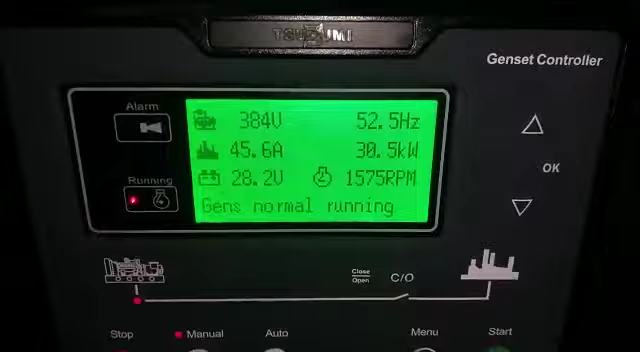 TSUZUMI
Genset Controller
Alarm
384V 52.5Hz
45.6A 30.5kW
28.2V 1575RPM
Gens normal running
Running
OK
Close
Open
C/O
Stop Manual Auto Menu Start